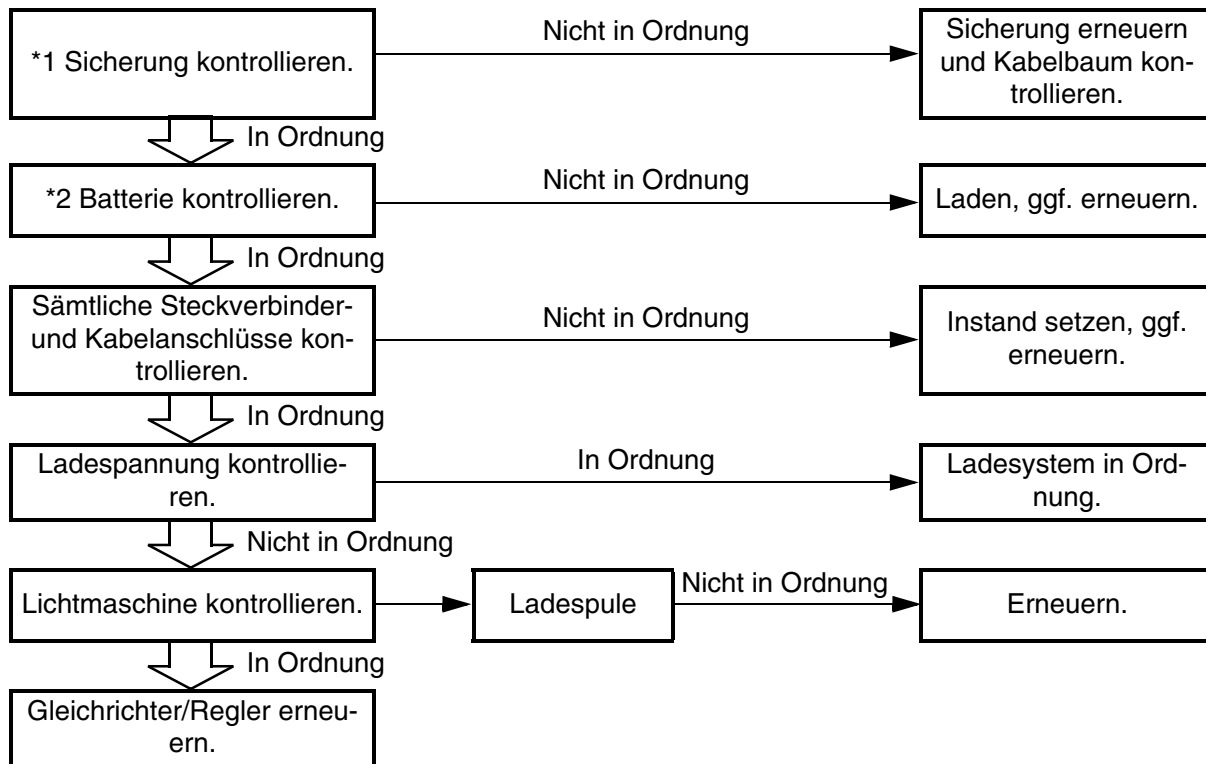 *1 Sicherung kontrollieren.
Nicht in Ordnung
Sicherung erneuern
und Kabelbaum kon-
trollieren.
In Ordnung
*2 Batterie kontrollieren.
Nicht in Ordnung
Laden, ggf. erneuern.
In Ordnung
Sämtliche Steckverbinder-
und Kabelanschlüsse kon-
trollieren.
Nicht in Ordnung
Instand setzen, ggf.
erneuern.
In Ordnung
Ladespannung kontrollie-
ren.
In Ordnung
Ladesystem in Ord-
nung.
Nicht in Ordnung
Lichtmaschine kontrollieren.
Ladespule
Nicht in Ordnung
Erneuern.
In Ordnung
Gleichrichter/Regler erneu-
ern.